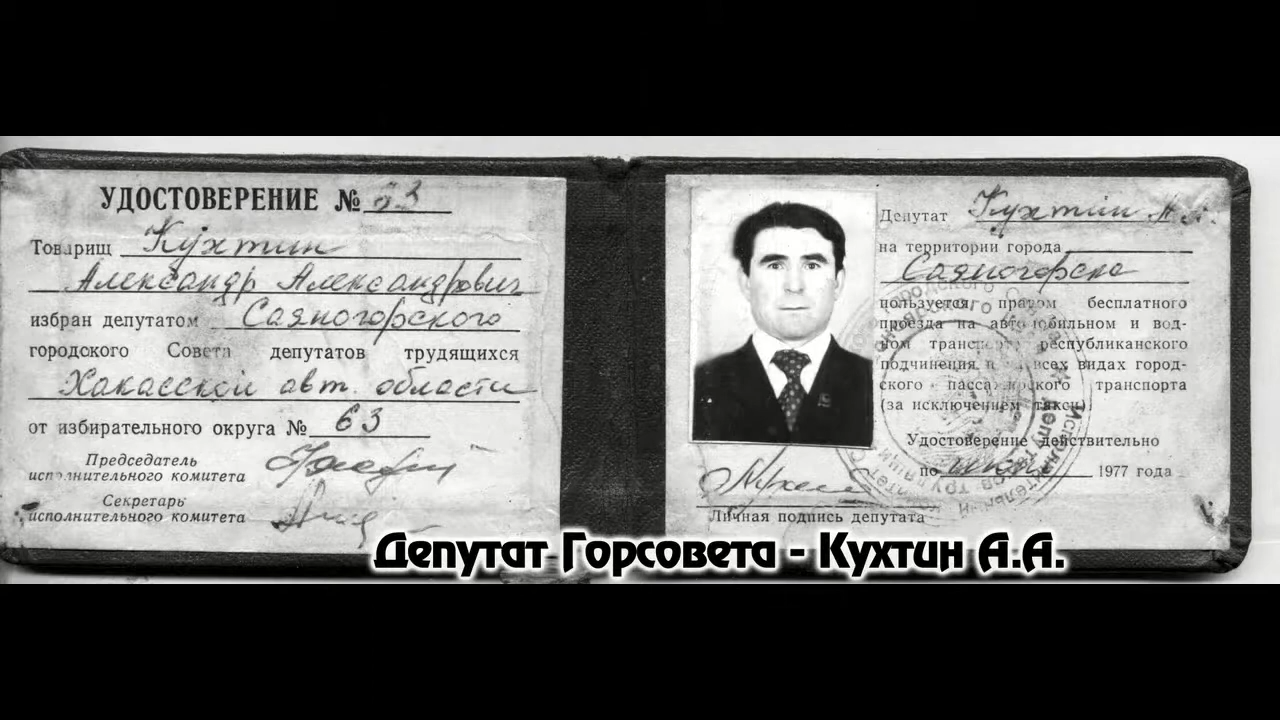 УДОСТОВЕРЕНИЕ № 63
Товарищ Кухтин
Александр Александрович
избран депутатом Саяногорского
городского Совета депутатов трудящихся
Хакасской авт. области
от избирательного округа № 63
Председатель
исполнительного комитета
Секретарь
исполнительного комитета
Депутат Кухтин А. А.
на территории города
Саяногорска
пользуется правом бесплатного
проезда на автомобильном и вод-
ном транспорте республиканского
подчинения и на всех видах город-
ского пассажирского транспорта
(за исключением такси).
Удостоверение действительно
по июнь 1977 года
Личная подпись депутата
Депутат Горсовета - Кухтин А.А.